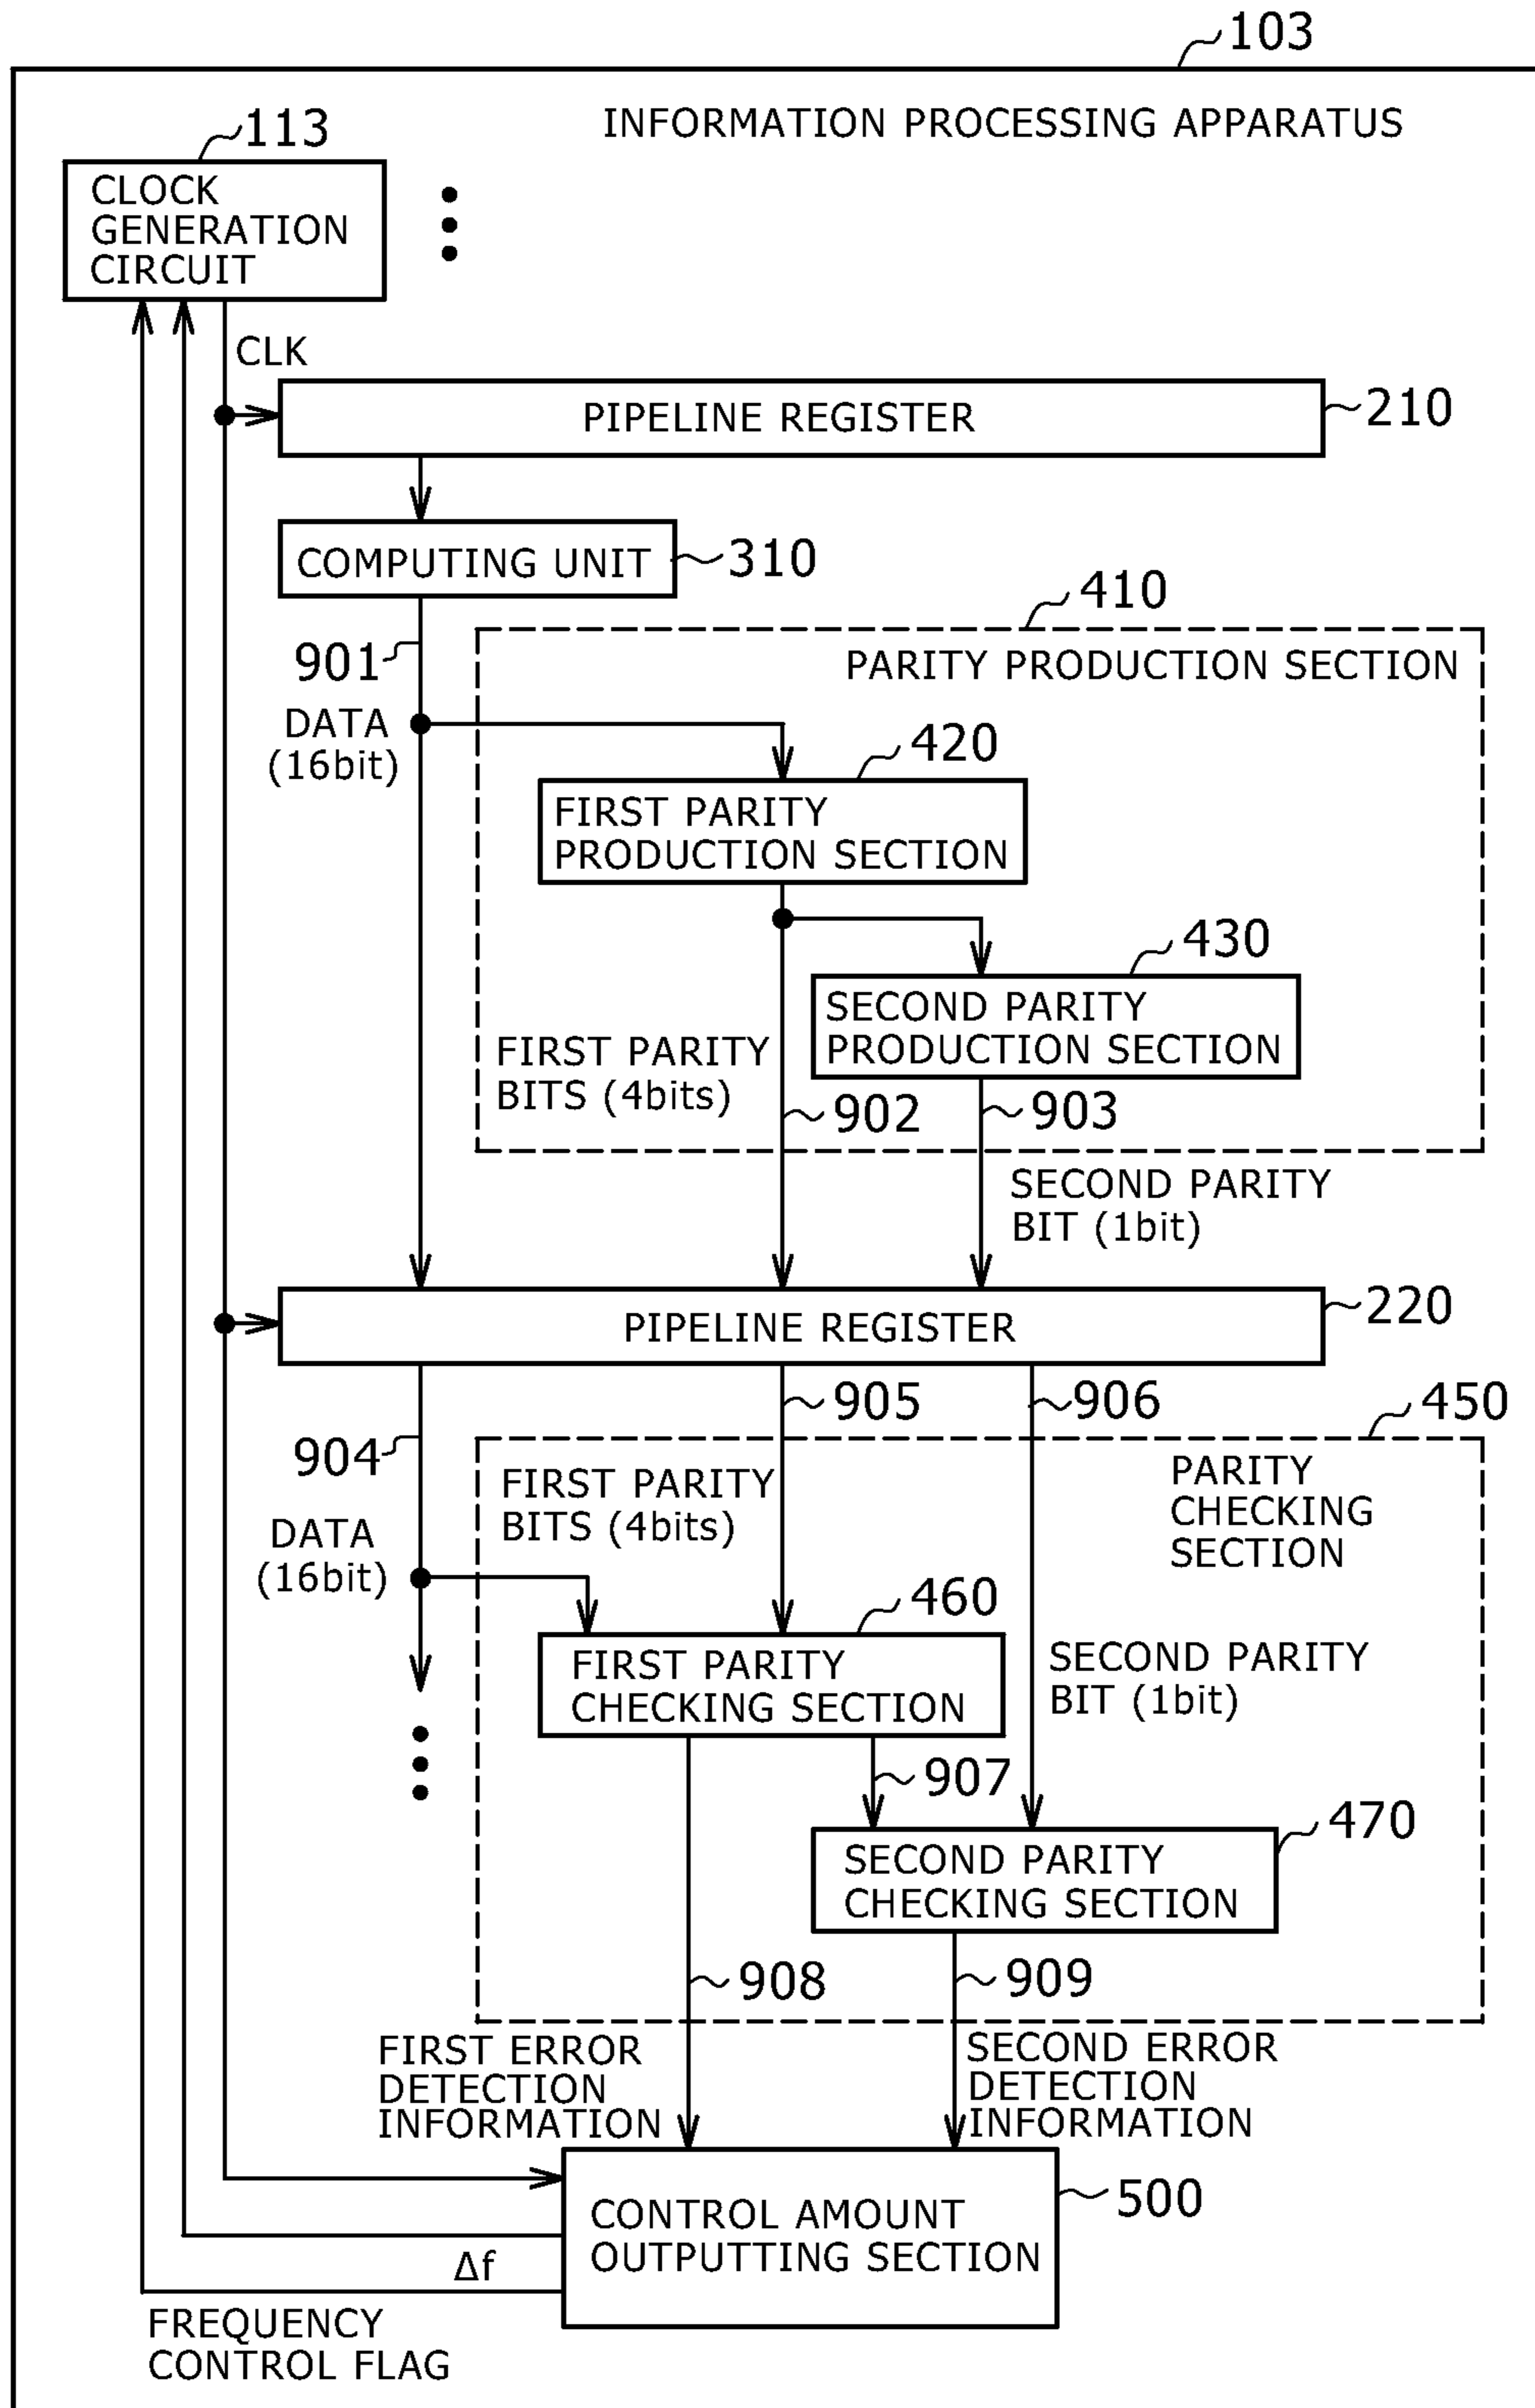 103
INFORMATION PROCESSING APPARATUS
113
CLOCK
GENERATION
CIRCUIT
CLK
PIPELINE REGISTER
210
COMPUTING UNIT
310
410
PARITY PRODUCTION SECTION
901
DATA
(16bit)
420
FIRST PARITY
PRODUCTION SECTION
430
SECOND PARITY
PRODUCTION SECTION
FIRST PARITY
BITS (4bits)
902
903
SECOND PARITY
BIT (1bit)
PIPELINE REGISTER
220
905
906
450
904
FIRST PARITY
BITS (4bits)
PARITY
CHECKING
SECTION
DATA
(16bit)
460
FIRST PARITY
CHECKING SECTION
SECOND PARITY
BIT (1bit)
907
470
SECOND PARITY
CHECKING SECTION
908
909
FIRST ERROR
DETECTION
INFORMATION
SECOND ERROR
DETECTION
INFORMATION
500
CONTROL AMOUNT
OUTPUTTING SECTION
Δf
FREQUENCY
CONTROL FLAG